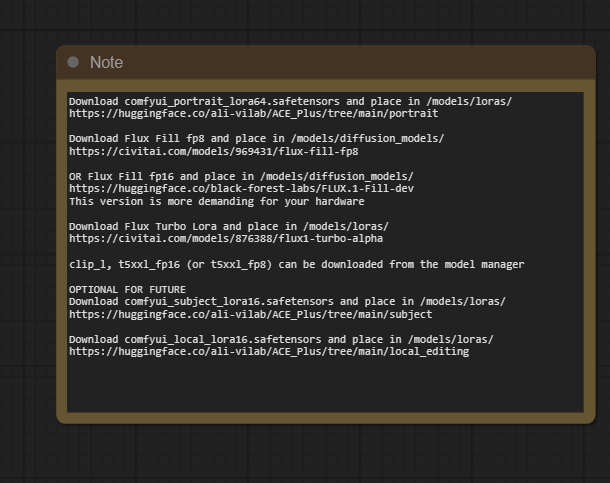 Note
Download comfyui_portrait_lora64.safetensors and place in /models/loras/
https://huggingface.co/ali-vilab/ACE_Plus/tree/main/portrait
Download Flux Fill fp8 and place in /models/diffusion_models/
https://civitai.com/models/969431/flux-fill-fp8
OR Flux Fill fp16 and place in /models/diffusion_models/
https://huggingface.co/black-forest-labs/FLUX.1-Fill-dev
This version is more demanding for your hardware
Download Flux Turbo Lora and place in /models/loras/
https://civitai.com/models/876388/flux1-turbo-alpha
clip_l, t5xxl_fp16 (or t5xxl_fp8) can be downloaded from the model manager
OPTIONAL FOR FUTURE
Download comfyui_subject_lora16.safetensors and place in /models/loras/
https://huggingface.co/ali-vilab/ACE_Plus/tree/main/subject
Download comfyui_local_lora16.safetensors and place in /models/loras/
https://huggingface.co/ali-vilab/ACE_Plus/tree/main/local_editing